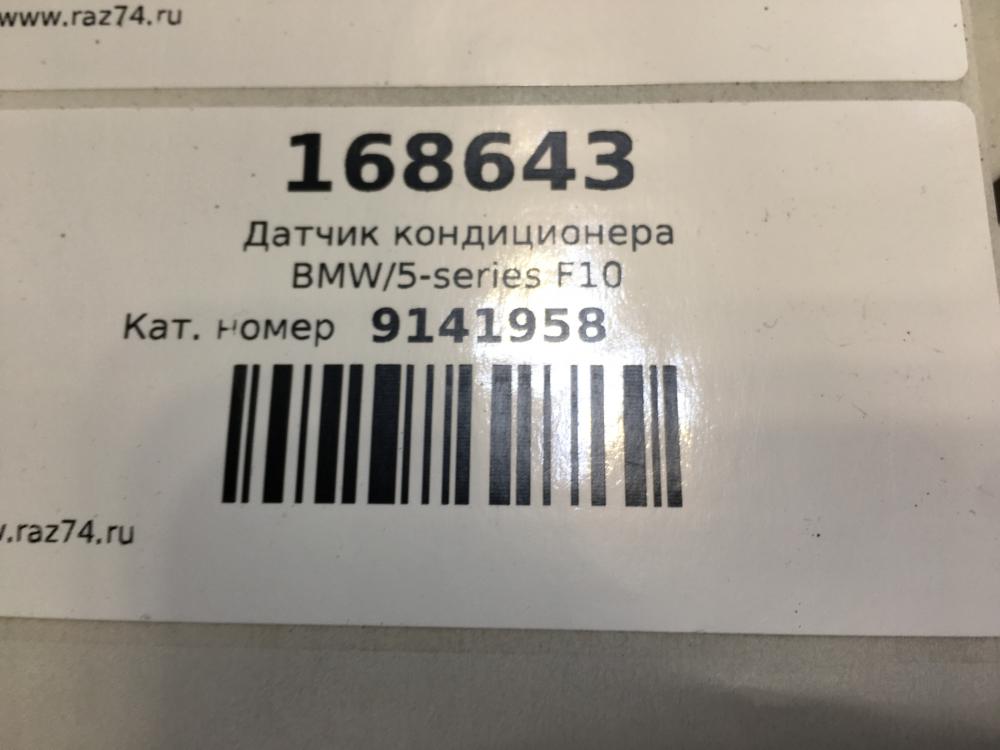 www.raz74.ru
168643
Датчик кондиционера
BMW/5-series F10
Кат. номер 9141958
.raz74.ru